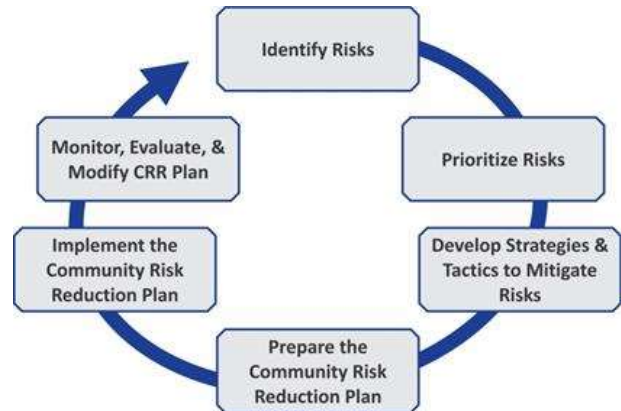 Identify Risks
Prioritize Risks
Develop Strategies &
Tactics to Mitigate
Risks
Prepare the
Community Risk
Reduction Plan
Implement the
Community Risk
Reduction Plan
Monitor, Evaluate, &
Modify CRR Plan